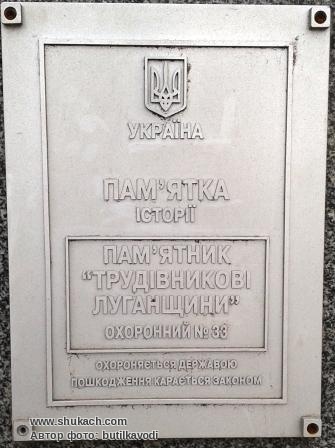 УКРАЇНА
ПАМ'ЯТКА
ІСТОРІЇ
ПАМ'ЯТНИК
"ТРУДІВНИКОВІ
ЛУГАНЩИНИ"
ОХОРОННИЙ № 33
ОХОРОНЯЄТЬСЯ ДЕРЖАВОЮ
ПОШКОДЖЕННЯ КАРАЄТЬСЯ ЗАКОНОМ
www.shukach.com
Автор фото: butilkavodi